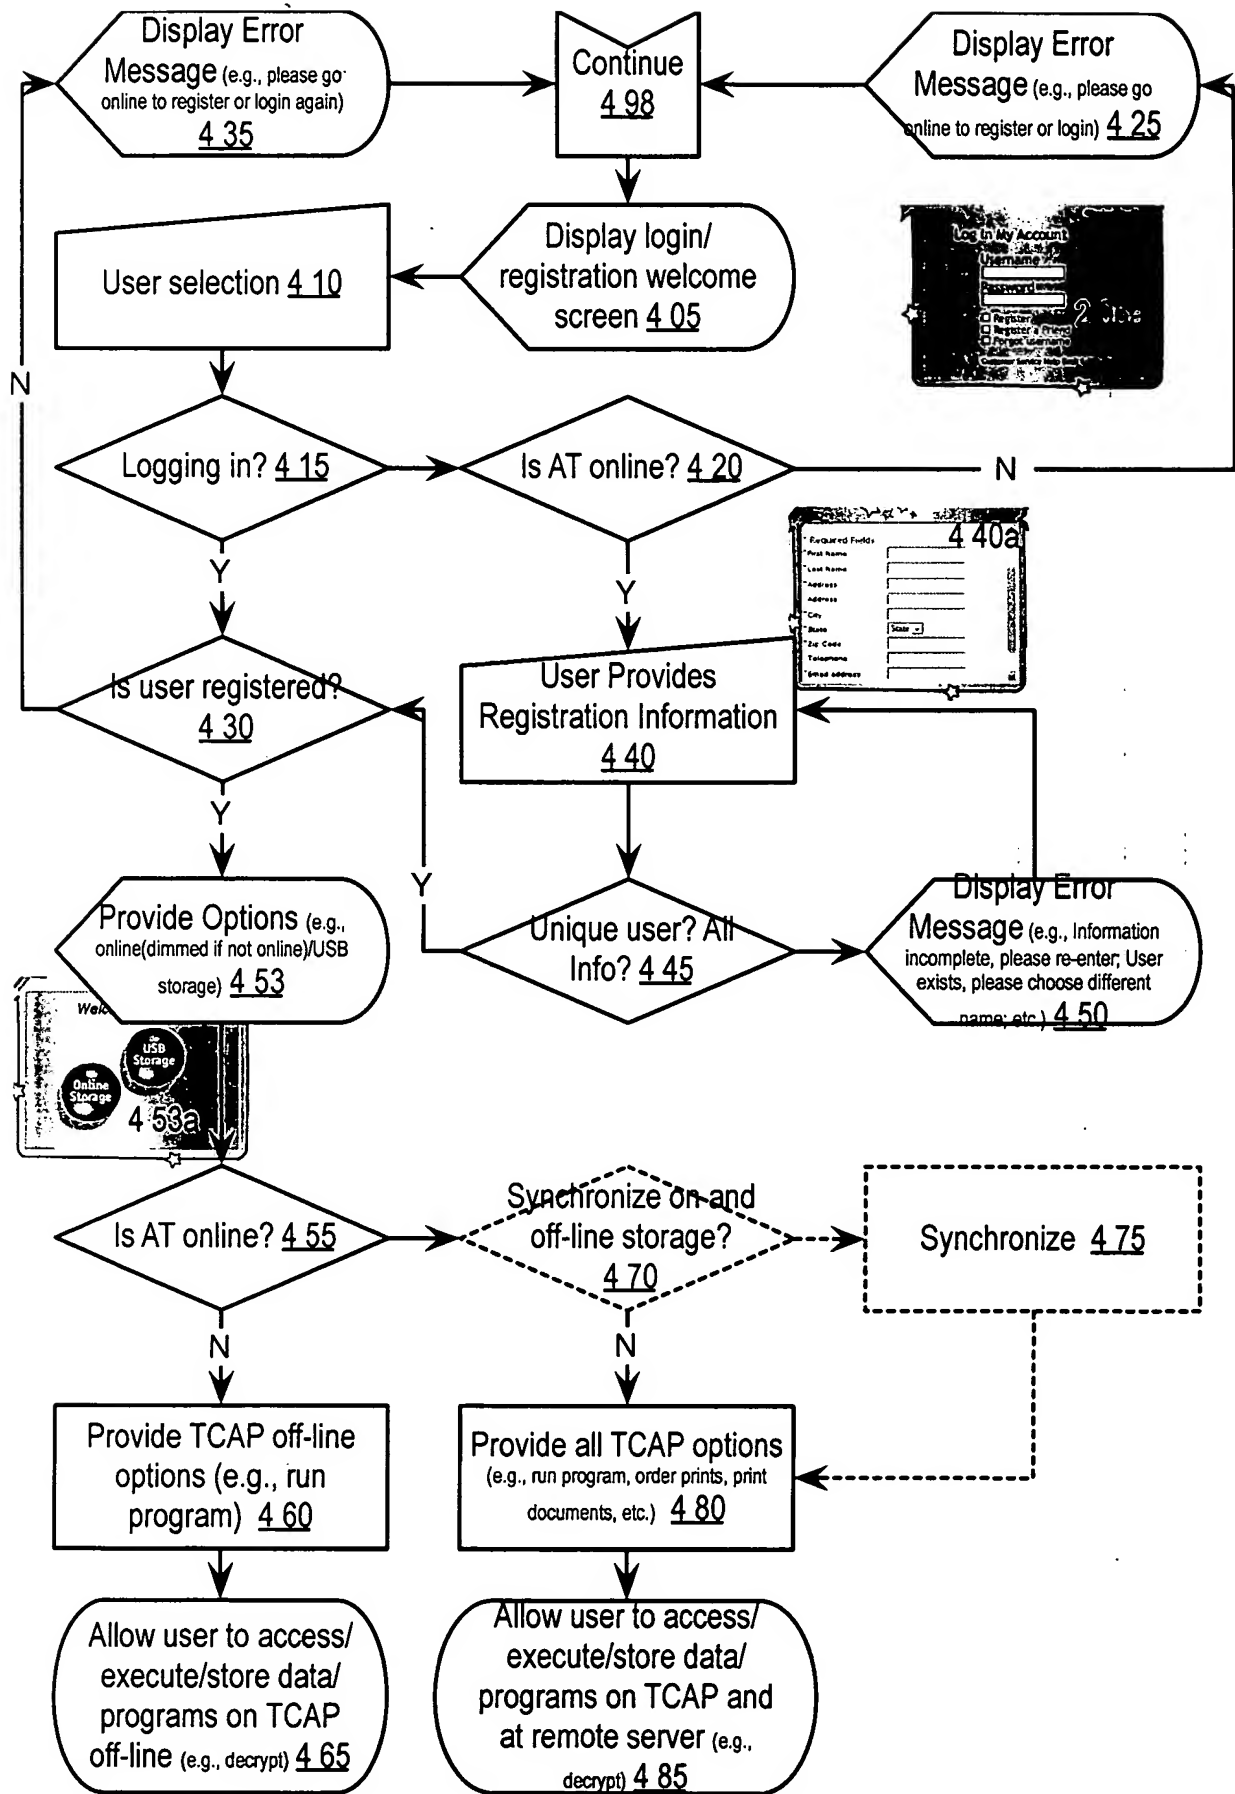 Display Error
Message (e.g., please go
online to register or login again)
4 35
Continue
4 98
Display Error
Message (e.g., please go
online to register or login) 4 25
User selection 4 10
Display login/
registration welcome
screen 4 05
Log In My Account
Username
Password
Register
Register a Friend
Forgot username
Customer Service Help Desk
N
Logging in? 4 15
Is AT online? 4 20
N
Y
Y
4 40a
* Required Fields
*First Name
*Last Name
*Address
Address
*City
*State
State
*Zip Code
Telephone
*Email address
Is user registered?
4 30
User Provides
Registration Information
4 40
Y
Y
Provide Options (e.g.,
online(dimmed if not online)/USB
storage) 4 53
Unique user? All
Info? 4 45
Display Error
Message (e.g., Information
incomplete, please re-enter; User
exists, please choose different
name; etc.) 4 50
USB
Storage
Online
Storage
4 53a
Is AT online? 4 55
Synchronize on and
off-line storage?
4 70
Synchronize 4 75
N
N
Provide TCAP off-line
options (e.g., run
program) 4 60
Provide all TCAP options
(e.g., run program, order prints, print
documents, etc.) 4 80
Allow user to access/
execute/store data/
programs on TCAP
off-line (e.g., decrypt) 4 65
Allow user to access/
execute/store data/
programs on TCAP and
at remote server (e.g.,
decrypt) 4 85